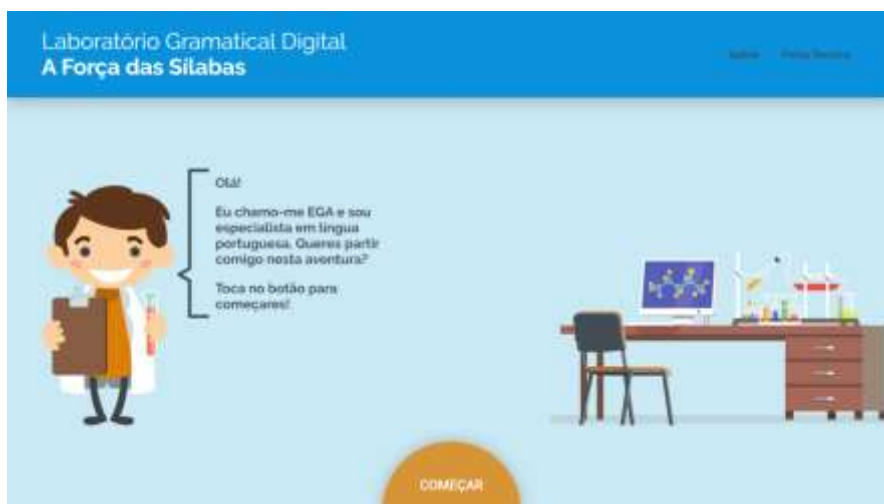 Laboratório Gramatical Digital
A Força das Sílabas
Olá!
Eu chamo-me EGA e sou
especialista em língua
portuguesa. Queres partir
comigo nesta aventura?
Toca no botão para
começares!
COMEÇAR